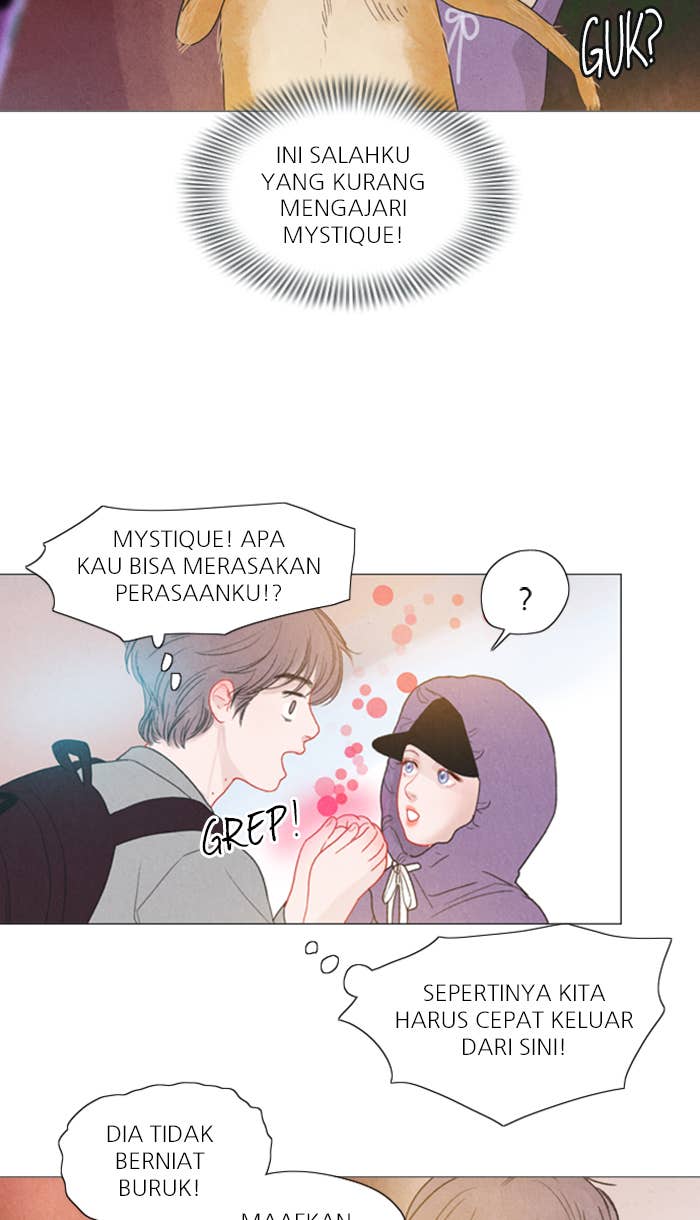 GUK?
INI SALAHKU
YANG KURANG
MENGAJARI
MYSTIQUE!
MYSTIQUE! APA
KAU BISA MERASAKAN
PERASAANKU!?
?
GREP!
SEPERTINYA KITA
HARUS CEPAT KELUAR
DARI SINI!
DIA TIDAK
BERNIAT
BURUK!
MAAFKAN